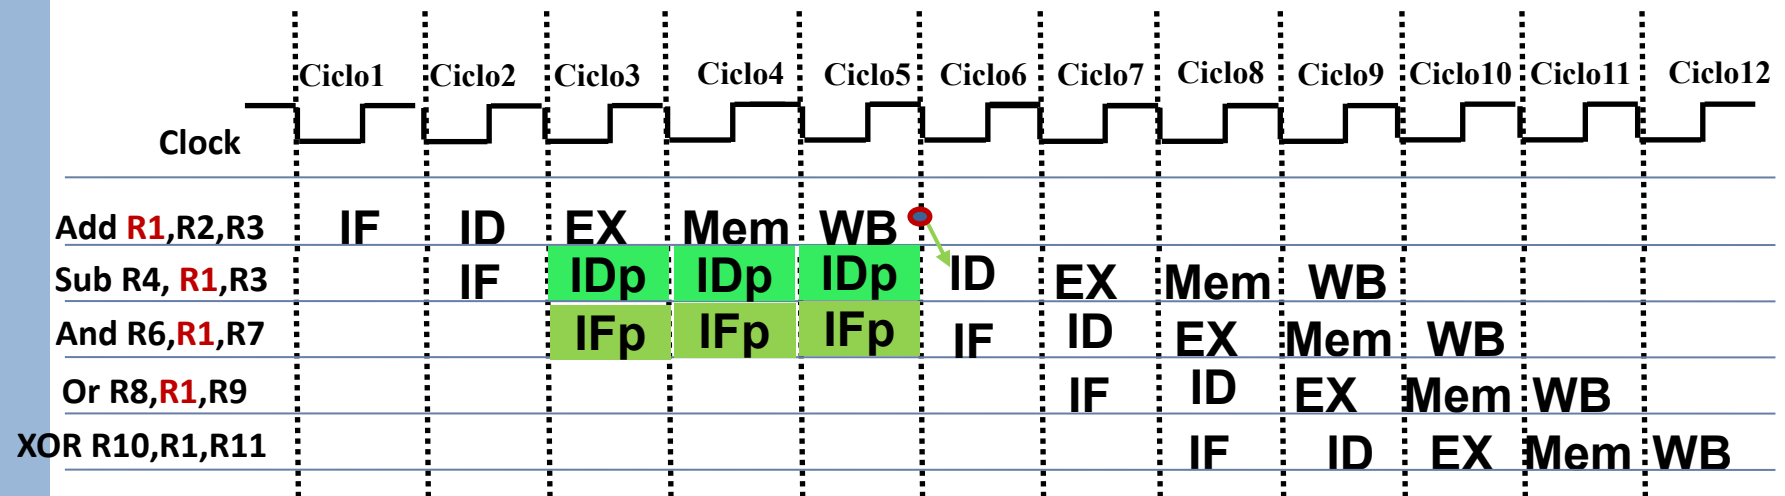 Ciclo1 Ciclo2 Ciclo3 Ciclo4 Ciclo5 Ciclo6 Ciclo7 Ciclo8 Ciclo9 Ciclo10 Ciclo11 Ciclo12
Clock
Add R1,R2,R3 IF ID EX Mem WB
Sub R4, R1,R3 IF IDp IDp IDp ID EX Mem WB
And R6,R1,R7 IFp IFp IFp IF ID EX Mem WB
Or R8,R1,R9 IF ID EX Mem WB
XOR R10,R1,R11 IF ID EX Mem WB